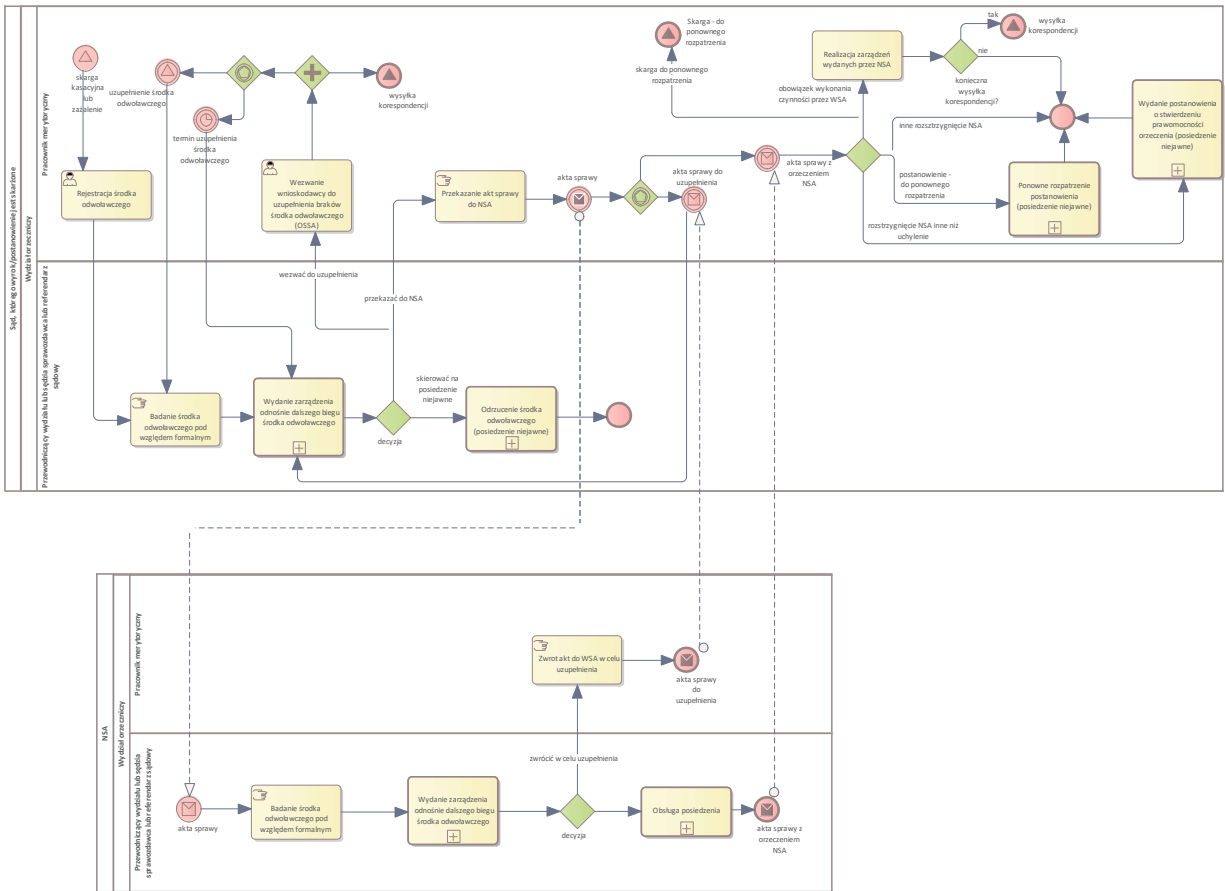 Sąd, którego wyrok/postanowienie jest skarżone
Wydział orzeczniczy
Pracownik merytoryczny
skarga
kasacyjna
lub
zażalenie
uzupełnienie środka
odwoławczego
termin uzupełnienia
środka
odwoławczego
wysyłka
korespondencji
Rejestracja środka
odwoławczego
Wezwanie
wnioskodawcy do
uzupełnienia braków
środka odwoławczego
(OSSA)
Przekazanie akt sprawy
do NSA
akta sprawy
akta sprawy do
uzupełnienia
akta sprawy z
orzeczeniem
NSA
Skarga - do
ponownego
rozpatrzenia
skarga do ponownego
rozpatrzenia
Realizacja zarządzeń
wydanych przez NSA
obowiązek wykonania
czynności przez WSA
tak
wysyłka
korespondencji
nie
konieczna
wysyłka
korespondencji?
inne rozsztrzygnięcie NSA
Wydanie postanowienia
o stwierdzeniu
prawomocności
orzeczenia (posiedzenie
niejawne)
postanowienie -
do ponownego
rozpatrzenia
Ponowne rozpatrzenie
postanowienia
(posiedzenie niejawne)
rozstrzygnięcie NSA inne niż
uchylenie
Przewodniczący wydziału lub sędzia sprawozdawca lub referendarz
sądowy
wezwać do uzupełnienia
przekazać do NSA
Badanie środka
odwoławczego pod
względem formalnym
Wydanie zarządzenia
odnośnie dalszego biegu
środka odwoławczego
decyzja
skierować na
posiedzenie
niejawne
Odrzucenie środka
odwoławczego
(posiedzenie niejawne)
NSA
Wydział orzeczniczy
Pracownik merytoryczny
Zwrot akt do WSA w celu
uzupełnienia
akta sprawy
do
uzupełnienia
Przewodniczący wydziału lub sędzia
sprawozdawca lub referendarz sądowy
zwrócić w celu uzupełnienia
akta sprawy
Badanie środka
odwoławczego pod
względem formalnym
Wydanie zarządzenia
odnośnie dalszego biegu
środka odwoławczego
decyzja
Obsługa posiedzenia
akta sprawy z
orzeczeniem
NSA